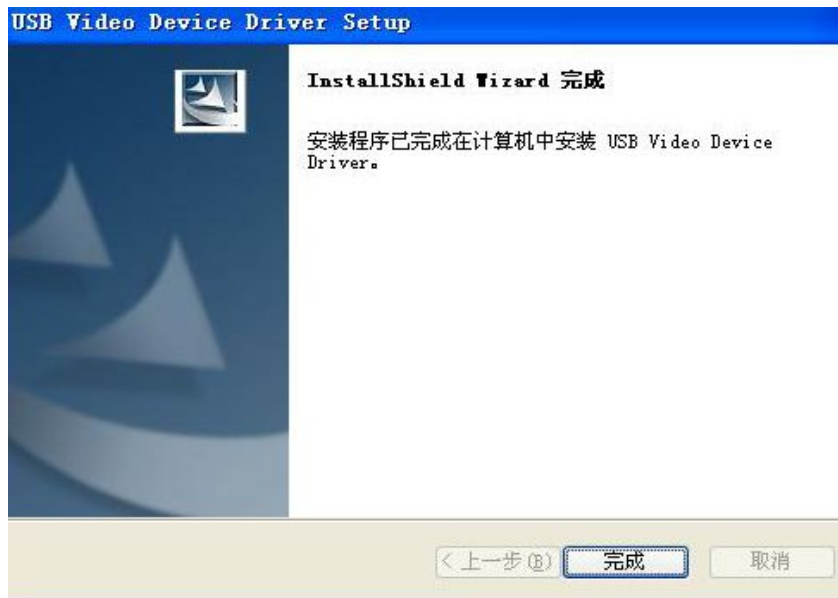 USB Video Device Driver Setup
InstallShield Wizard 完成
安装程序已完成在计算机中安装 USB Video Device
Driver。
< 上一步(B) 完成 取消